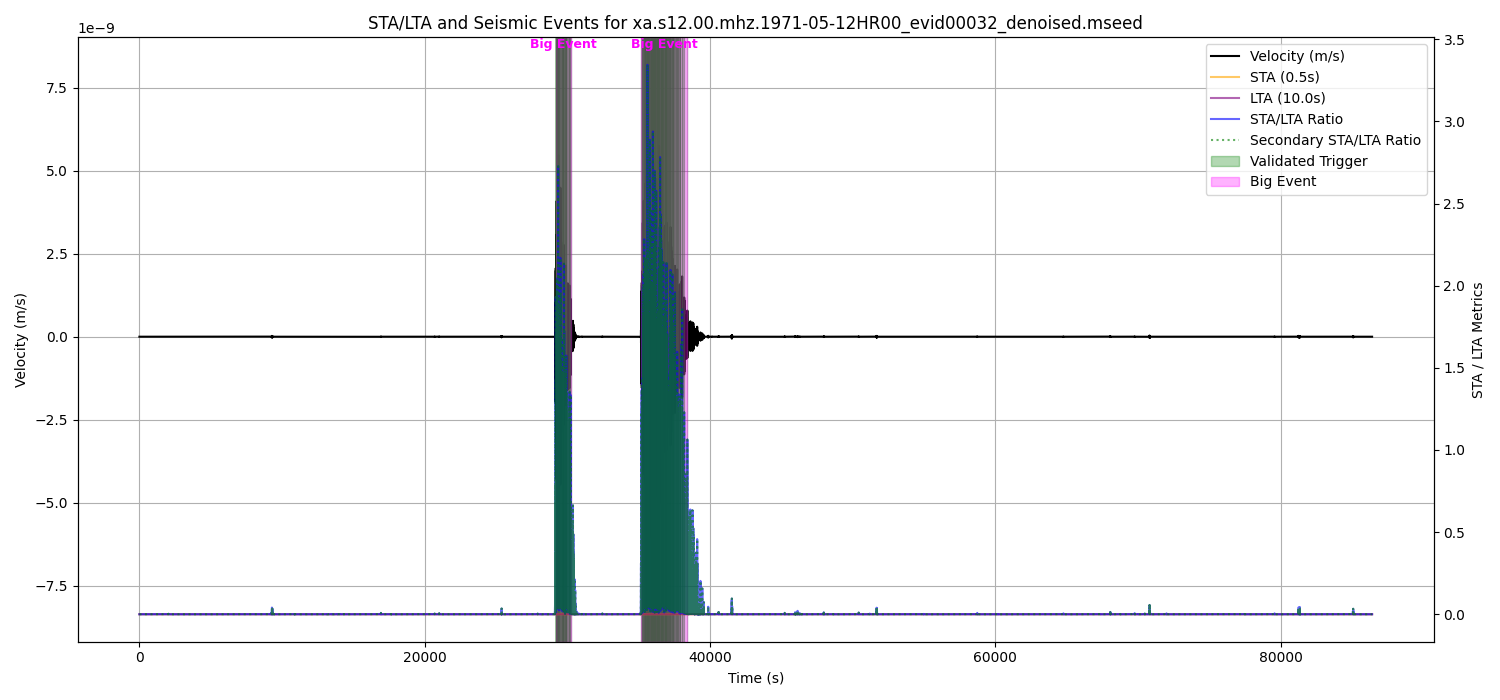 STA/LTA and Seismic Events for xa.s12.00.mhz.1971-05-12HR00_evid00032_denoised.mseed
1e−9
Big Event Big Event
Velocity (m/s)
STA (0.5s)
LTA (10.0s)
STA/LTA Ratio
Secondary STA/LTA Ratio
Validated Trigger
Big Event
7.5
5.0
2.5
0.0
−2.5
−5.0
−7.5
Velocity (m/s)
3.5
3.0
2.5
2.0
1.5
1.0
0.5
0.0
STA / LTA Metrics
0 20000 40000 60000 80000
Time (s)